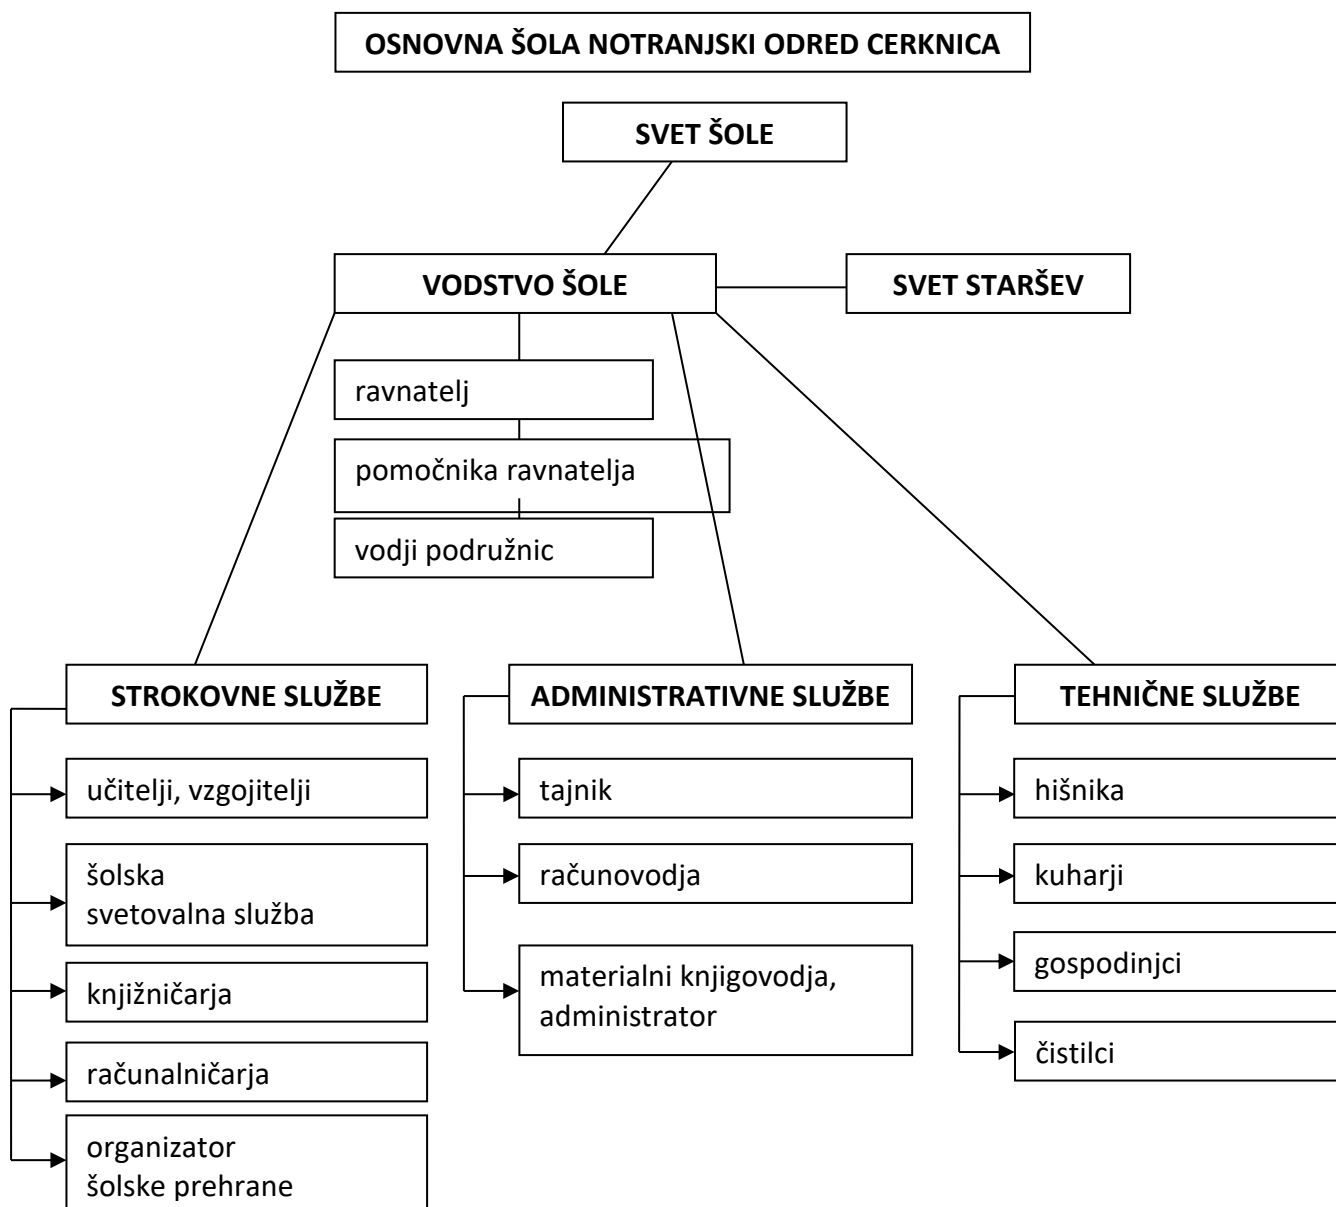 OSNOVNA ŠOLA NOTRANJSKI ODRED CERKNICA
SVET ŠOLE
VODSTVO ŠOLE
SVET STARŠEV
ravnatelj
pomočnika ravnatelja
vodji podružnic
STROKOVNE SLUŽBE
učitelji, vzgojitelji
šolska
svetovalna služba
knjižničarja
računalničarja
organizator
šolske prehrane
ADMINISTRATIVNE SLUŽBE
tajnik
računovodja
materialni knjigovodja,
administrator
TEHNIČNE SLUŽBE
hišnika
kuharji
gospodinjci
čistilci